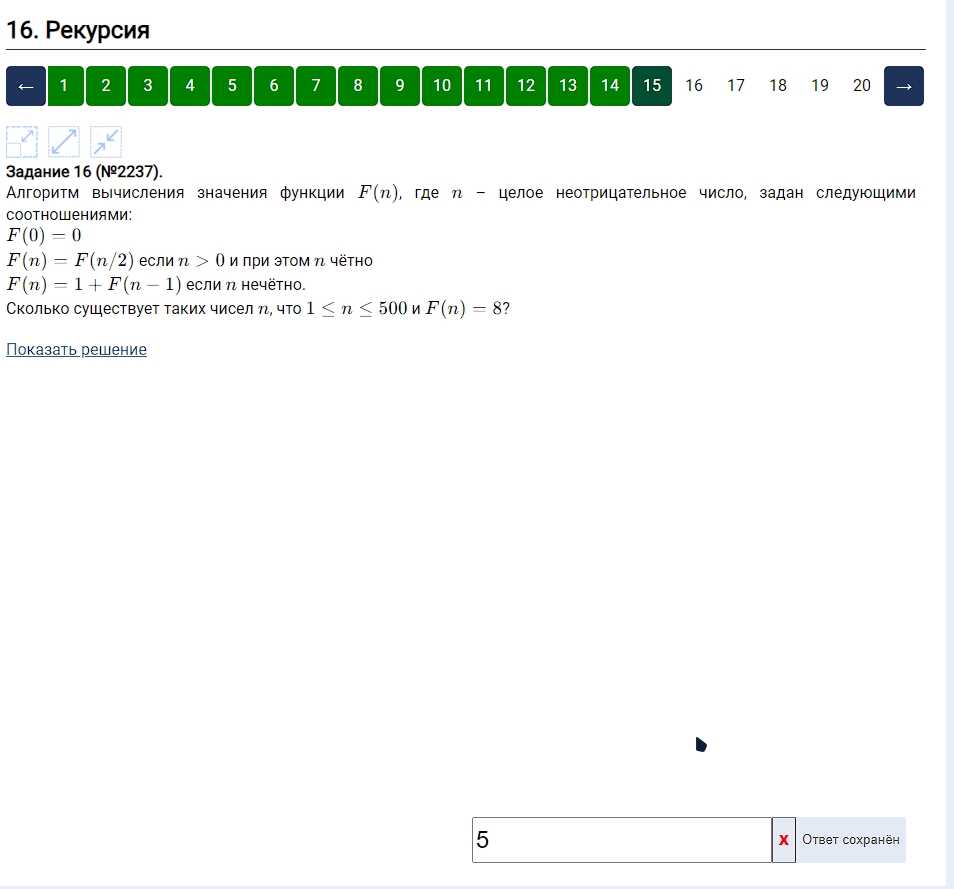 16. Рекурсия
← 1 2 3 4 5 6 7 8 9 10 11 12 13 14 15 16 17 18 19 20 →
Задание 16 (№2237).
Алгоритм вычисления значения функции F(n), где n − целое неотрицательное число, задан следующими
соотношениями:
F(0) = 0
F(n) = F(n/2) если n > 0 и при этом n чётно
F(n) = 1 + F(n − 1) если n нечётно.
Сколько существует таких чисел n, что 1 ≤ n ≤ 500 и F(n) = 8?
Показать решение
5 x Ответ сохранён